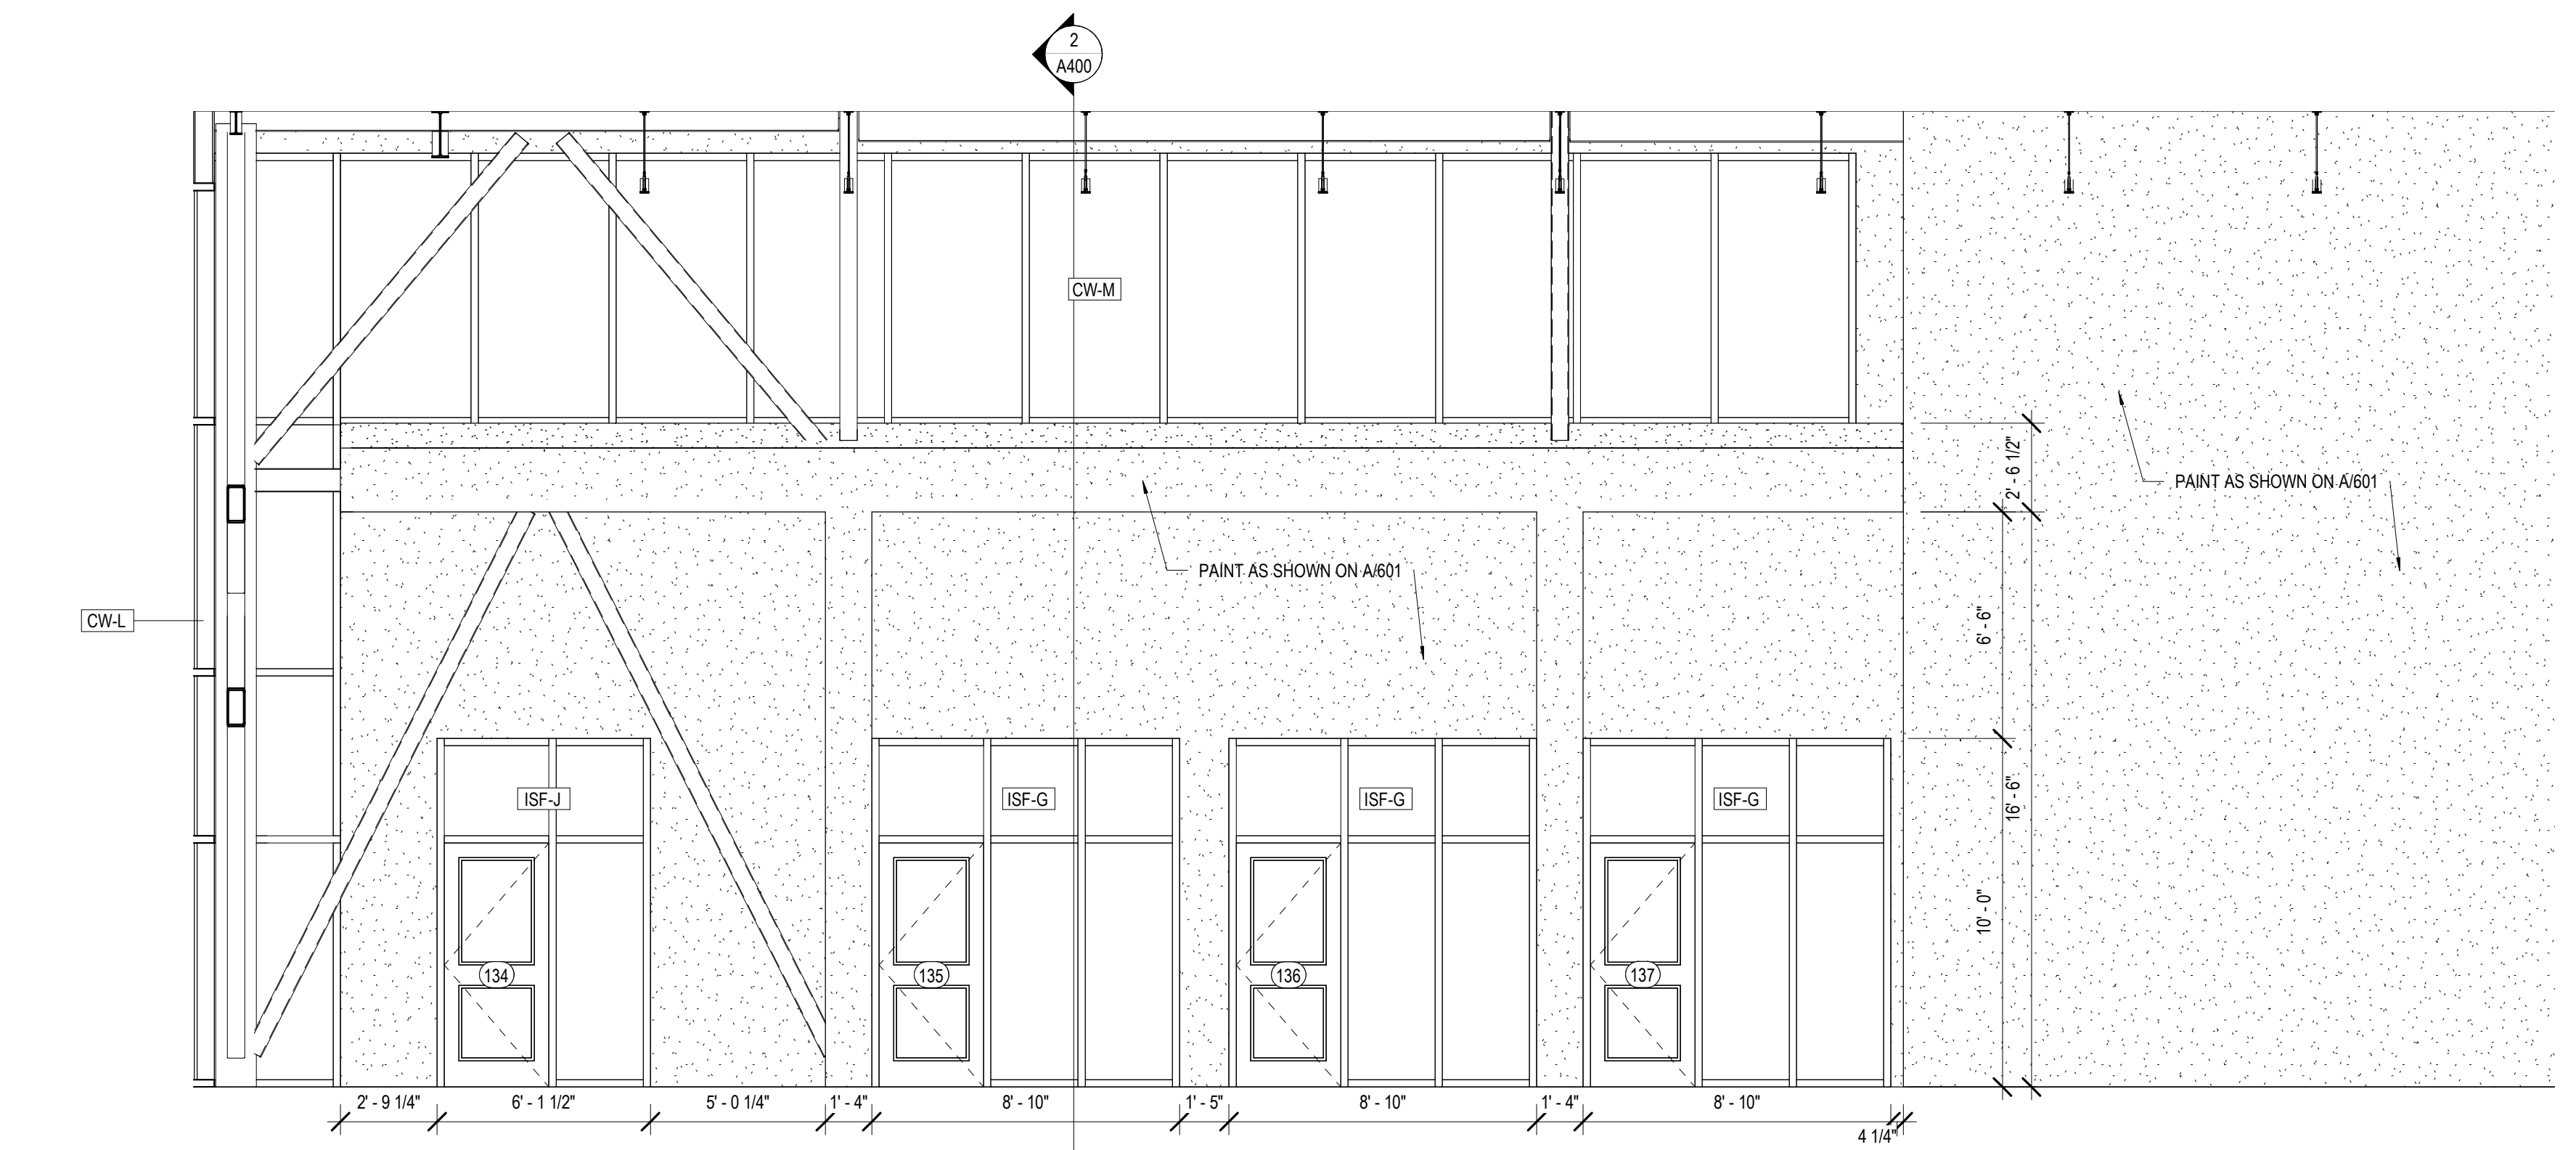 2
A400
CW-M
2' - 6 1/2"
PAINT AS SHOWN ON A/601
PAINT AS SHOWN ON A/601
CW-L
6' - 6"
16' - 6"
10' - 0"
ISF-J
ISF-G
ISF-G
ISF-G
134
135
136
137
2' - 9 1/4"
6' - 1 1/2"
5' - 0 1/4"
1' - 4"
8' - 10"
1' - 5"
8' - 10"
1' - 4"
8' - 10"
4 1/4"